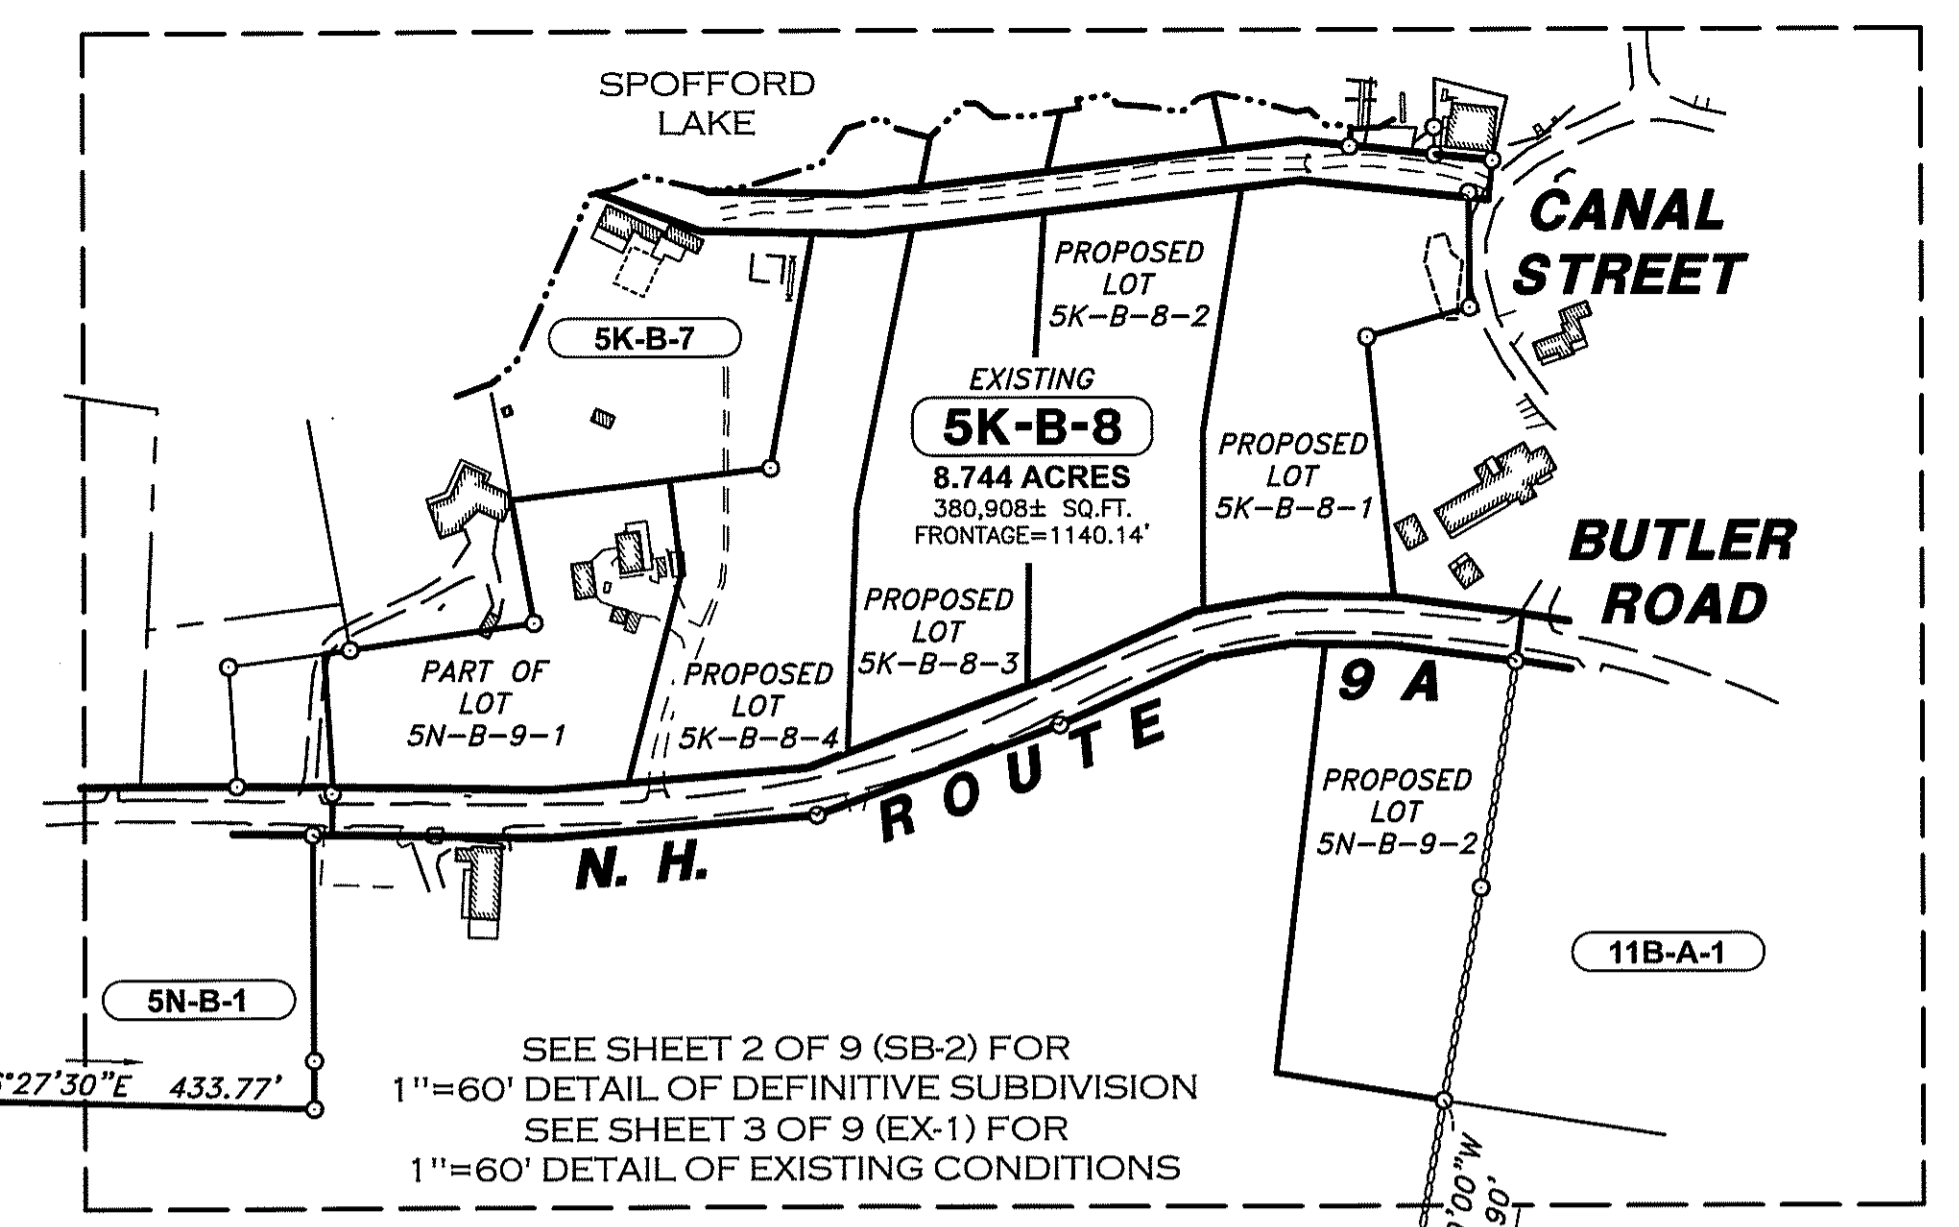 SPOFFORD
LAKE
CANAL
STREET
PROPOSED
LOT
5K-B-8-2
5K-B-7
EXISTING
5K-B-8
8.744 ACRES
380,908± SQ.FT.
FRONTAGE=1140.14'
PROPOSED
LOT
5K-B-8-1
BUTLER
ROAD
PROPOSED
LOT
5K-B-8-3
PART OF
LOT
5N-B-9-1
PROPOSED
LOT
5K-B-8-4
N. H. ROUTE 9 A
PROPOSED
LOT
5N-B-9-2
11B-A-1
5N-B-1
°27'30"E 433.77'
SEE SHEET 2 OF 9 (SB-2) FOR
1"=60' DETAIL OF DEFINITIVE SUBDIVISION
SEE SHEET 3 OF 9 (EX-1) FOR
1"=60' DETAIL OF EXISTING CONDITIONS
00"W
90'